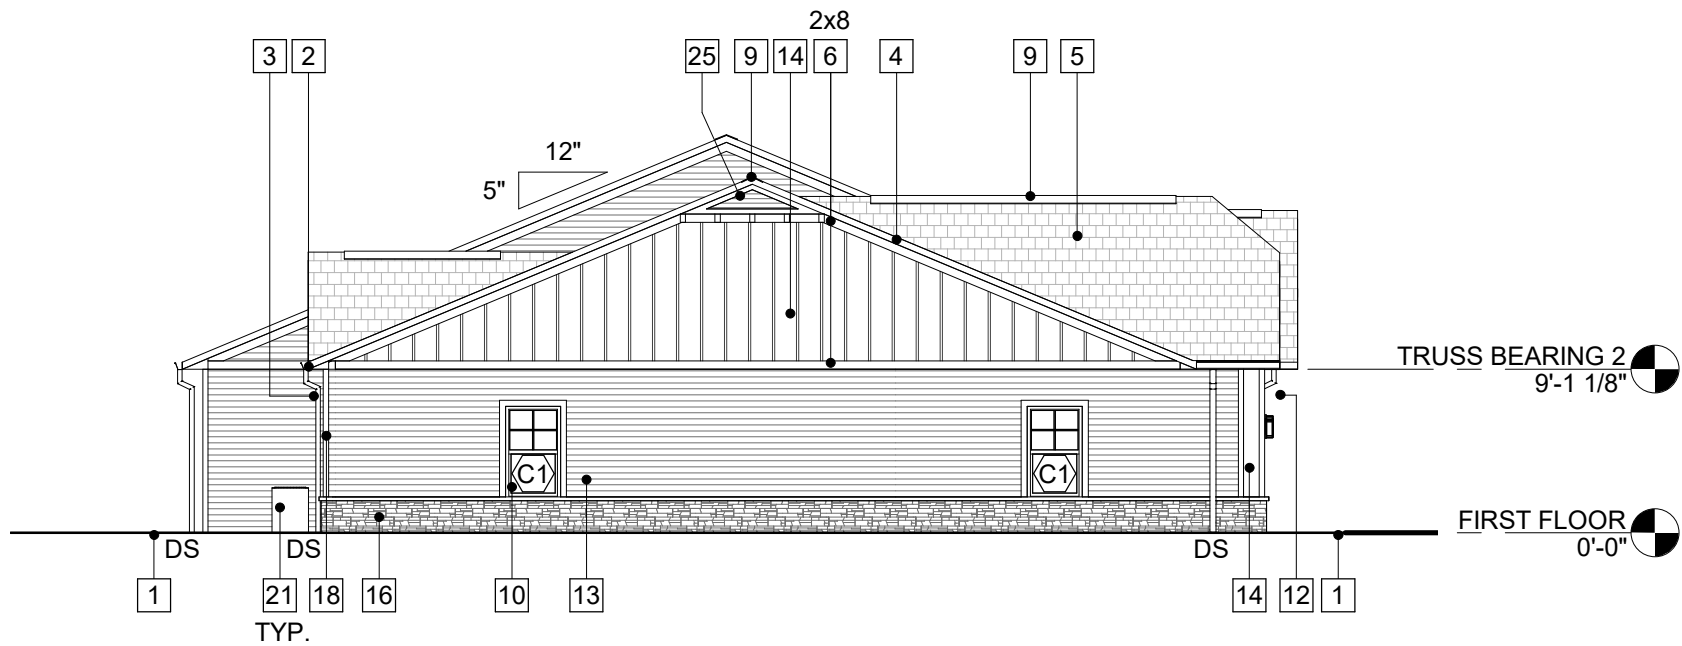 2x8
3 2 25 9 14 6 4 9 5
12"
5"
TRUSS BEARING 2
9'-1 1/8"
C1 C1
FIRST FLOOR
0'-0"
DS DS DS
1 21 18 16 10 13 14 12 1
TYP.